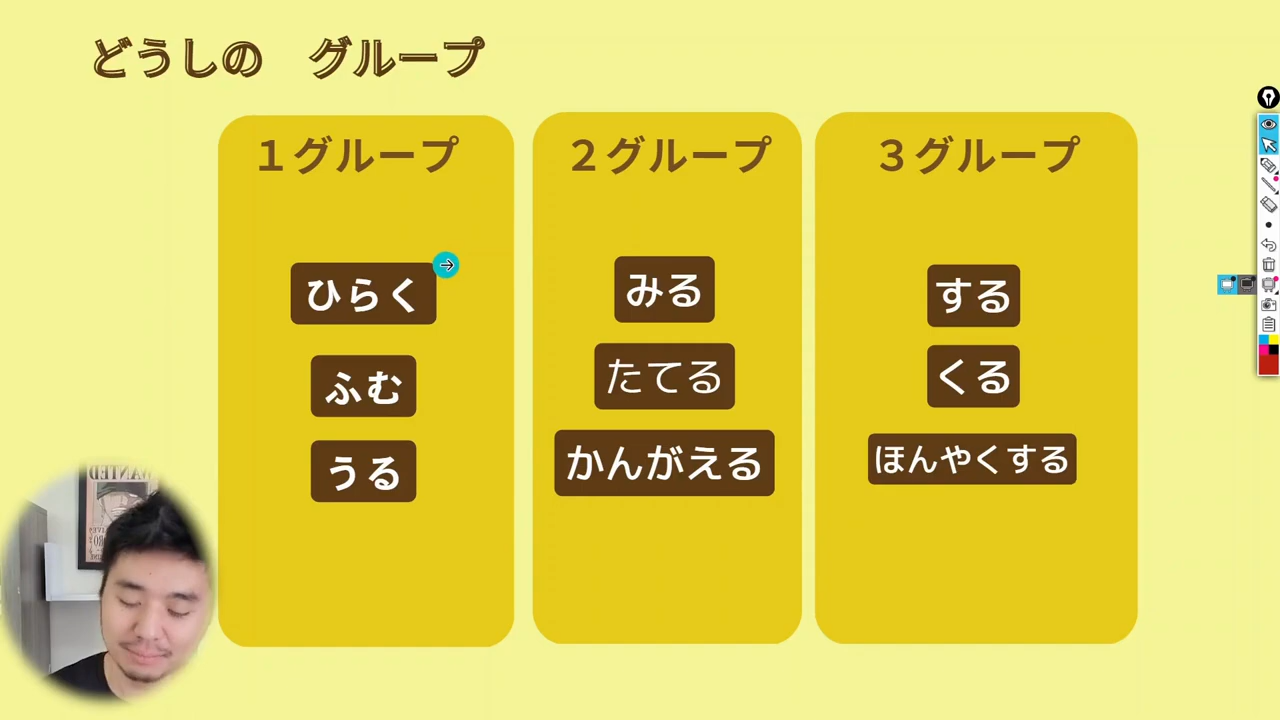 どうしの　グループ
１グループ
ひらく
ふむ
うる
２グループ
みる
たてる
かんがえる
３グループ
する
くる
ほんやくする
WANTED